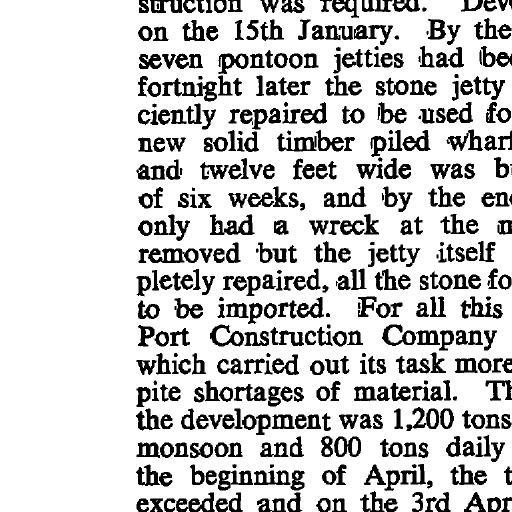 struction was required. Deve
on the 15th January. By the
seven pontoon jetties had bee
fortnight later the stone jetty
ciently repaired to be used fo
new solid timber piled wharf
and twelve feet wide was b
of six weeks, and by the en
only had a wreck at the m
removed but the jetty itself
pletely repaired, all the stone fo
to be imported. For all this
Port Construction Company
which carried out its task more
pite shortages of material. Th
the development was 1,200 tons
monsoon and 800 tons daily
the beginning of April, the t
exceeded and on the 3rd Apr